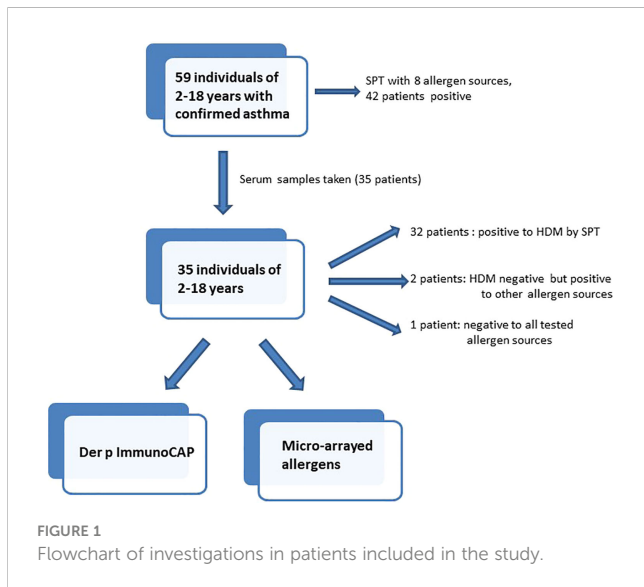 59 individuals of
2-18 years with
confirmed asthma
SPT with 8 allergen sources,
42 patients positive
Serum samples taken (35 patients)
35 individuals of
2-18 years
32 patients : positive to HDM by SPT
2 patients: HDM negative but positive
to other allergen sources
1 patient: negative to all tested
allergen sources
Der p ImmunoCAP
Micro-arrayed
allergens
FIGURE 1
Flowchart of investigations in patients included in the study.